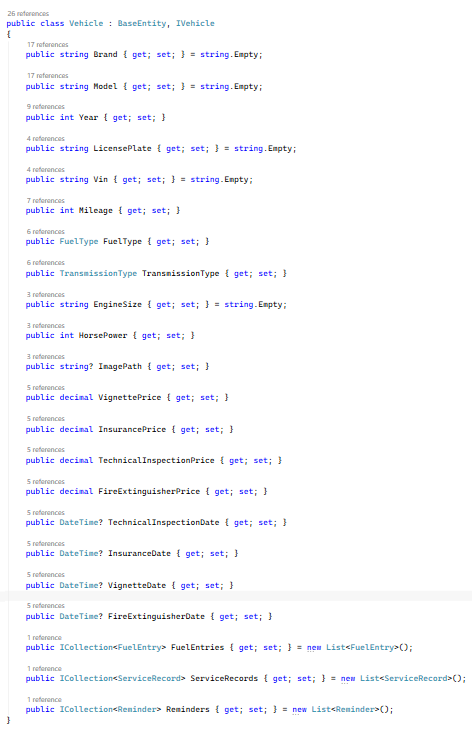 26 references
public class Vehicle : BaseEntity, IVehicle
{
17 references
public string Brand { get; set; } = string.Empty;
17 references
public string Model { get; set; } = string.Empty;
9 references
public int Year { get; set; }
4 references
public string LicensePlate { get; set; } = string.Empty;
4 references
public string Vin { get; set; } = string.Empty;
7 references
public int Mileage { get; set; }
6 references
public FuelType FuelType { get; set; }
6 references
public TransmissionType TransmissionType { get; set; }
3 references
public string EngineSize { get; set; } = string.Empty;
3 references
public int HorsePower { get; set; }
3 references
public string? ImagePath { get; set; }
5 references
public decimal VignettePrice { get; set; }
5 references
public decimal InsurancePrice { get; set; }
5 references
public decimal TechnicalInspectionPrice { get; set; }
5 references
public decimal FireExtinguisherPrice { get; set; }
5 references
public DateTime? TechnicalInspectionDate { get; set; }
5 references
public DateTime? InsuranceDate { get; set; }
5 references
public DateTime? VignetteDate { get; set; }
5 references
public DateTime? FireExtinguisherDate { get; set; }
1 reference
public ICollection<FuelEntry> FuelEntries { get; set; } = new List<FuelEntry>();
1 reference
public ICollection<ServiceRecord> ServiceRecords { get; set; } = new List<ServiceRecord>();
1 reference
public ICollection<Reminder> Reminders { get; set; } = new List<Reminder>();
}